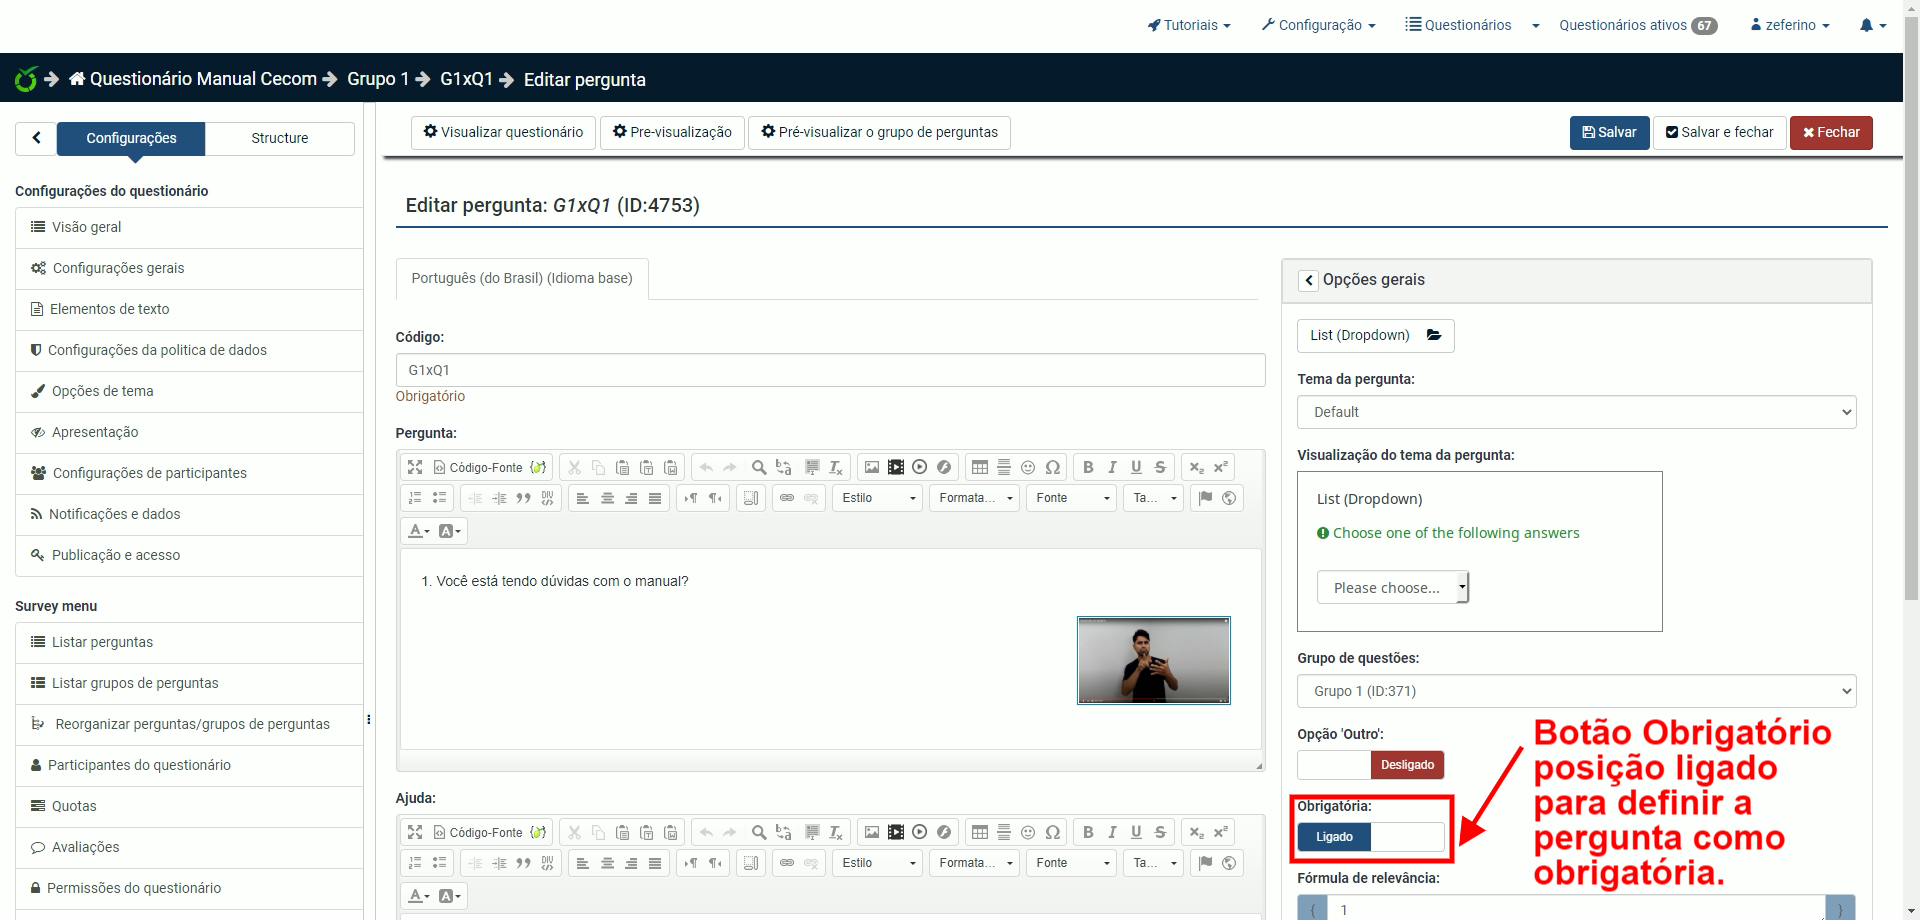 Tutoriais
Configuração
Questionários
Questionários ativos 67
zeferino
Questionário Manual Cecom
Grupo 1
G1xQ1
Editar pergunta
Configurações
Structure
Visualizar questionário
Pre-visualização
Pré-visualizar o grupo de perguntas
Salvar
Salvar e fechar
Fechar
Configurações do questionário
Visão geral
Configurações gerais
Elementos de texto
Configurações da politica de dados
Opções de tema
Apresentação
Configurações de participantes
Notificações e dados
Publicação e acesso
Survey menu
Listar perguntas
Listar grupos de perguntas
Reorganizar perguntas/grupos de perguntas
Participantes do questionário
Quotas
Avaliações
Permissões do questionário
Editar pergunta: G1xQ1 (ID:4753)
Português (do Brasil) (Idioma base)
Código:
G1xQ1
Obrigatório
Pergunta:
Código-Fonte
Estilo
Formata...
Fonte
Ta...
1. Você está tendo dúvidas com o manual?
Ajuda:
Código-Fonte
Estilo
Formata...
Fonte
Ta...
Opções gerais
List (Dropdown)
Tema da pergunta:
Default
Visualização do tema da pergunta:
List (Dropdown)
Choose one of the following answers
Please choose...
Grupo de questões:
Grupo 1 (ID:371)
Opção 'Outro':
Desligado
Obrigatória:
Ligado
Fórmula de relevância:
{ 1 }
Botão Obrigatório
posição ligado
para definir a
pergunta como
obrigatória.